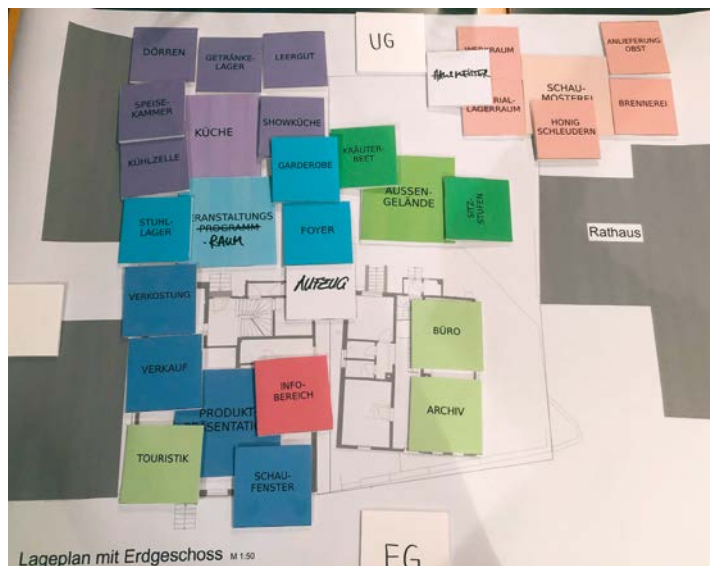 UG
DÖRREN
GETRÄNKE-
LAGER
LEERGUT
ANLIEFERUNG
OBST
SCHAU-
MOSTEREI
HONIG
SCHLEUDERN
BRENNEREI
LAGERRAUM
SPEISE-
KAMMER
KÜCHE
SHOWKÜCHE
KÜHLZELLE
GARDEROBE
KRÄUTER-
BEET
AUSSEN-
GELÄNDE
SITZ-
STUFEN
Rathaus
STUHL-
LAGER
ERANSTALTUNGS
PROGRAMM
-RAUM
FOYER
AUFZUG
VERKOSTUNG
BÜRO
VERKAUF
INFO-
BEREICH
PRODUKT-
ARCHIV
TOURISTIK
SCHAU-
FENSTER
Lageplan mit Erdgeschoss M 1:50
EG